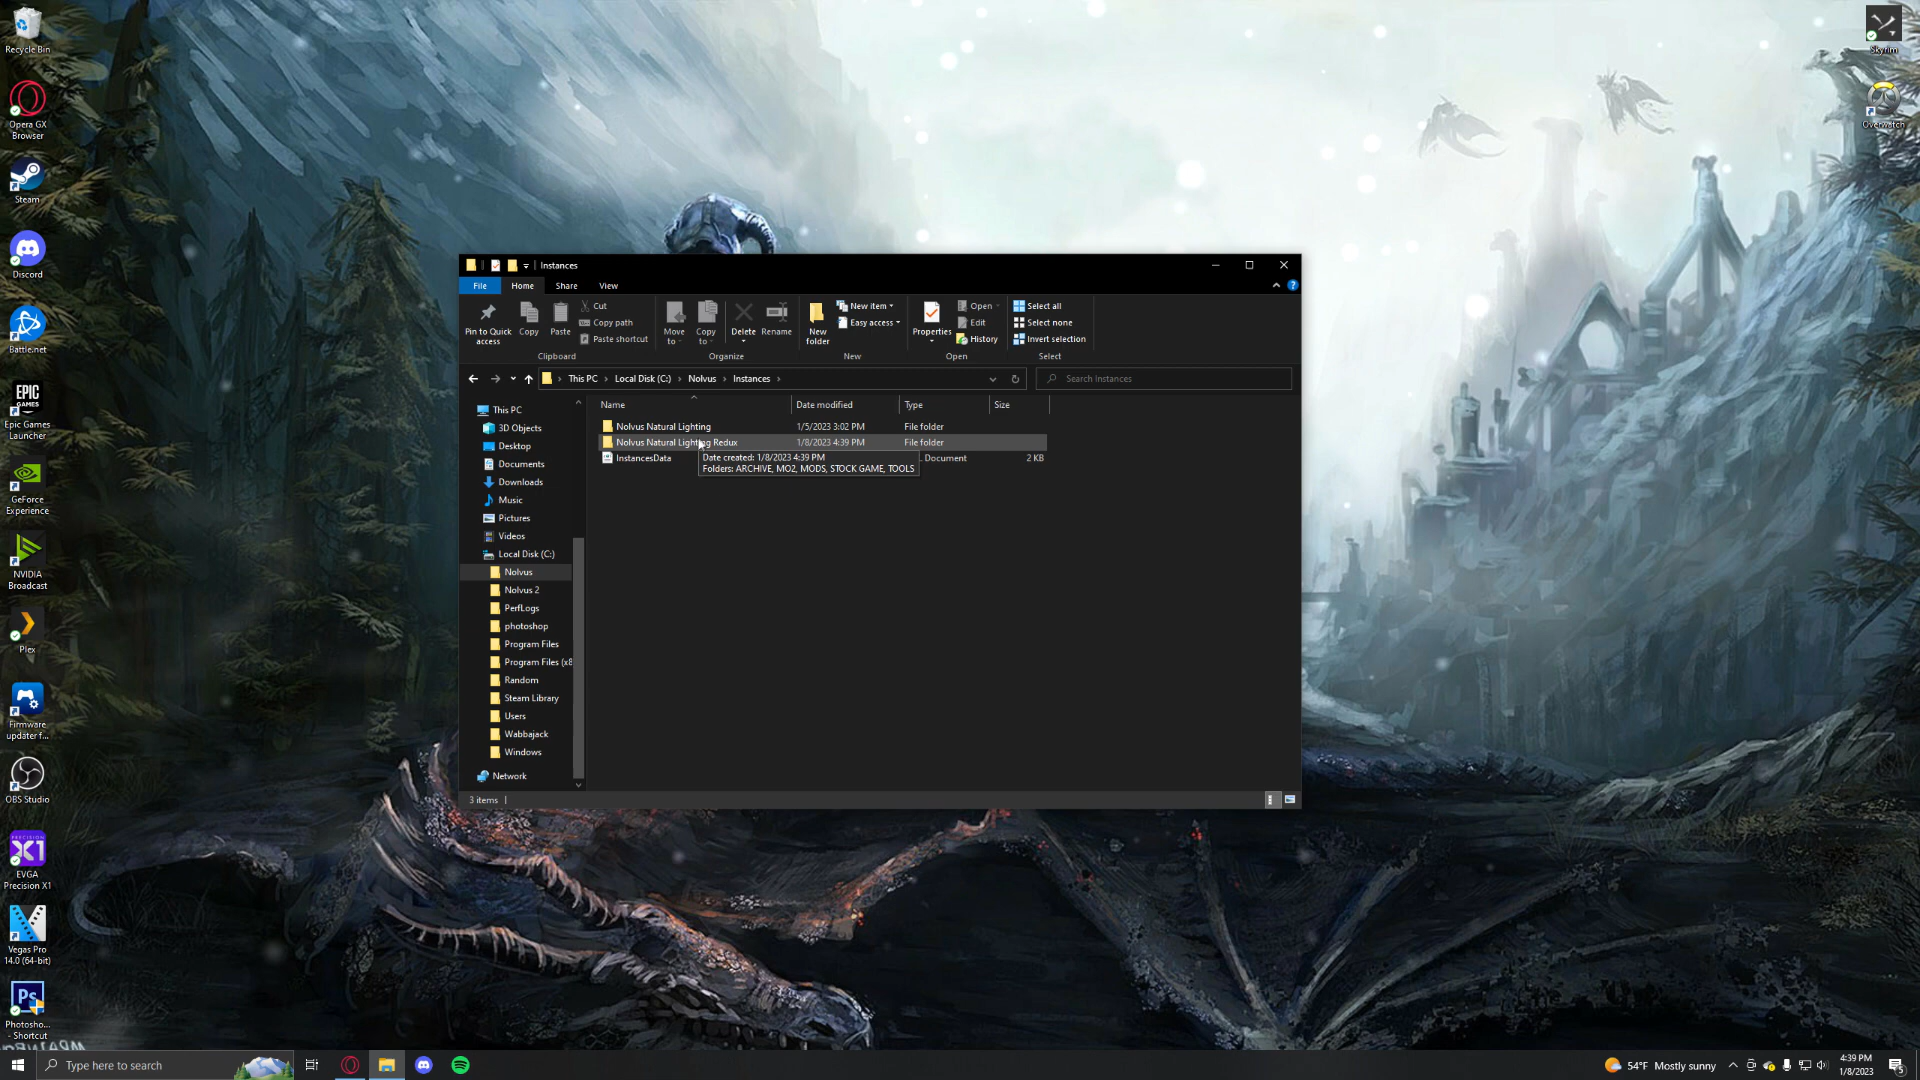 Recycle Bin
Opera GX
Browser
Steam
Discord
Battle.net
EPIC
GAMES
Epic Games
Launcher
GeForce
Experience
NVIDIA
Broadcast
Plex
Firmware
updater f...
OBS Studio
PRECISION
X1
EVGA
Precision X1
Vegas Pro
14.0 (64-bit)
Ps
Photosho...
- Shortcut
Skyrim
Overwatch
Instances
File
Home
Share
View
Pin to Quick
access
Copy
Paste
Cut
Copy path
Paste shortcut
Clipboard
Move
to
Copy
to
Delete
Rename
Organize
New
folder
New item
Easy access
New
Properties
Open
Edit
History
Open
Select all
Select none
Invert selection
Select
This PC
Local Disk (C:)
Nolvus
Instances
Search Instances
Name
Date modified
Type
Size
Nolvus Natural Lighting
1/5/2023 3:02 PM
File folder
Nolvus Natural Lighting Redux
1/8/2023 4:39 PM
File folder
InstancesData
Document
2 KB
Date created: 1/8/2023 4:39 PM
Folders: ARCHIVE, MO2, MODS, STOCK GAME, TOOLS
This PC
3D Objects
Desktop
Documents
Downloads
Music
Pictures
Videos
Local Disk (C:)
Nolvus
Nolvus 2
PerfLogs
photoshop
Program Files
Program Files (x8
Random
Steam Library
Users
Wabbajack
Windows
Network
3 items
Type here to search
54°F Mostly sunny
4:39 PM
1/8/2023
5